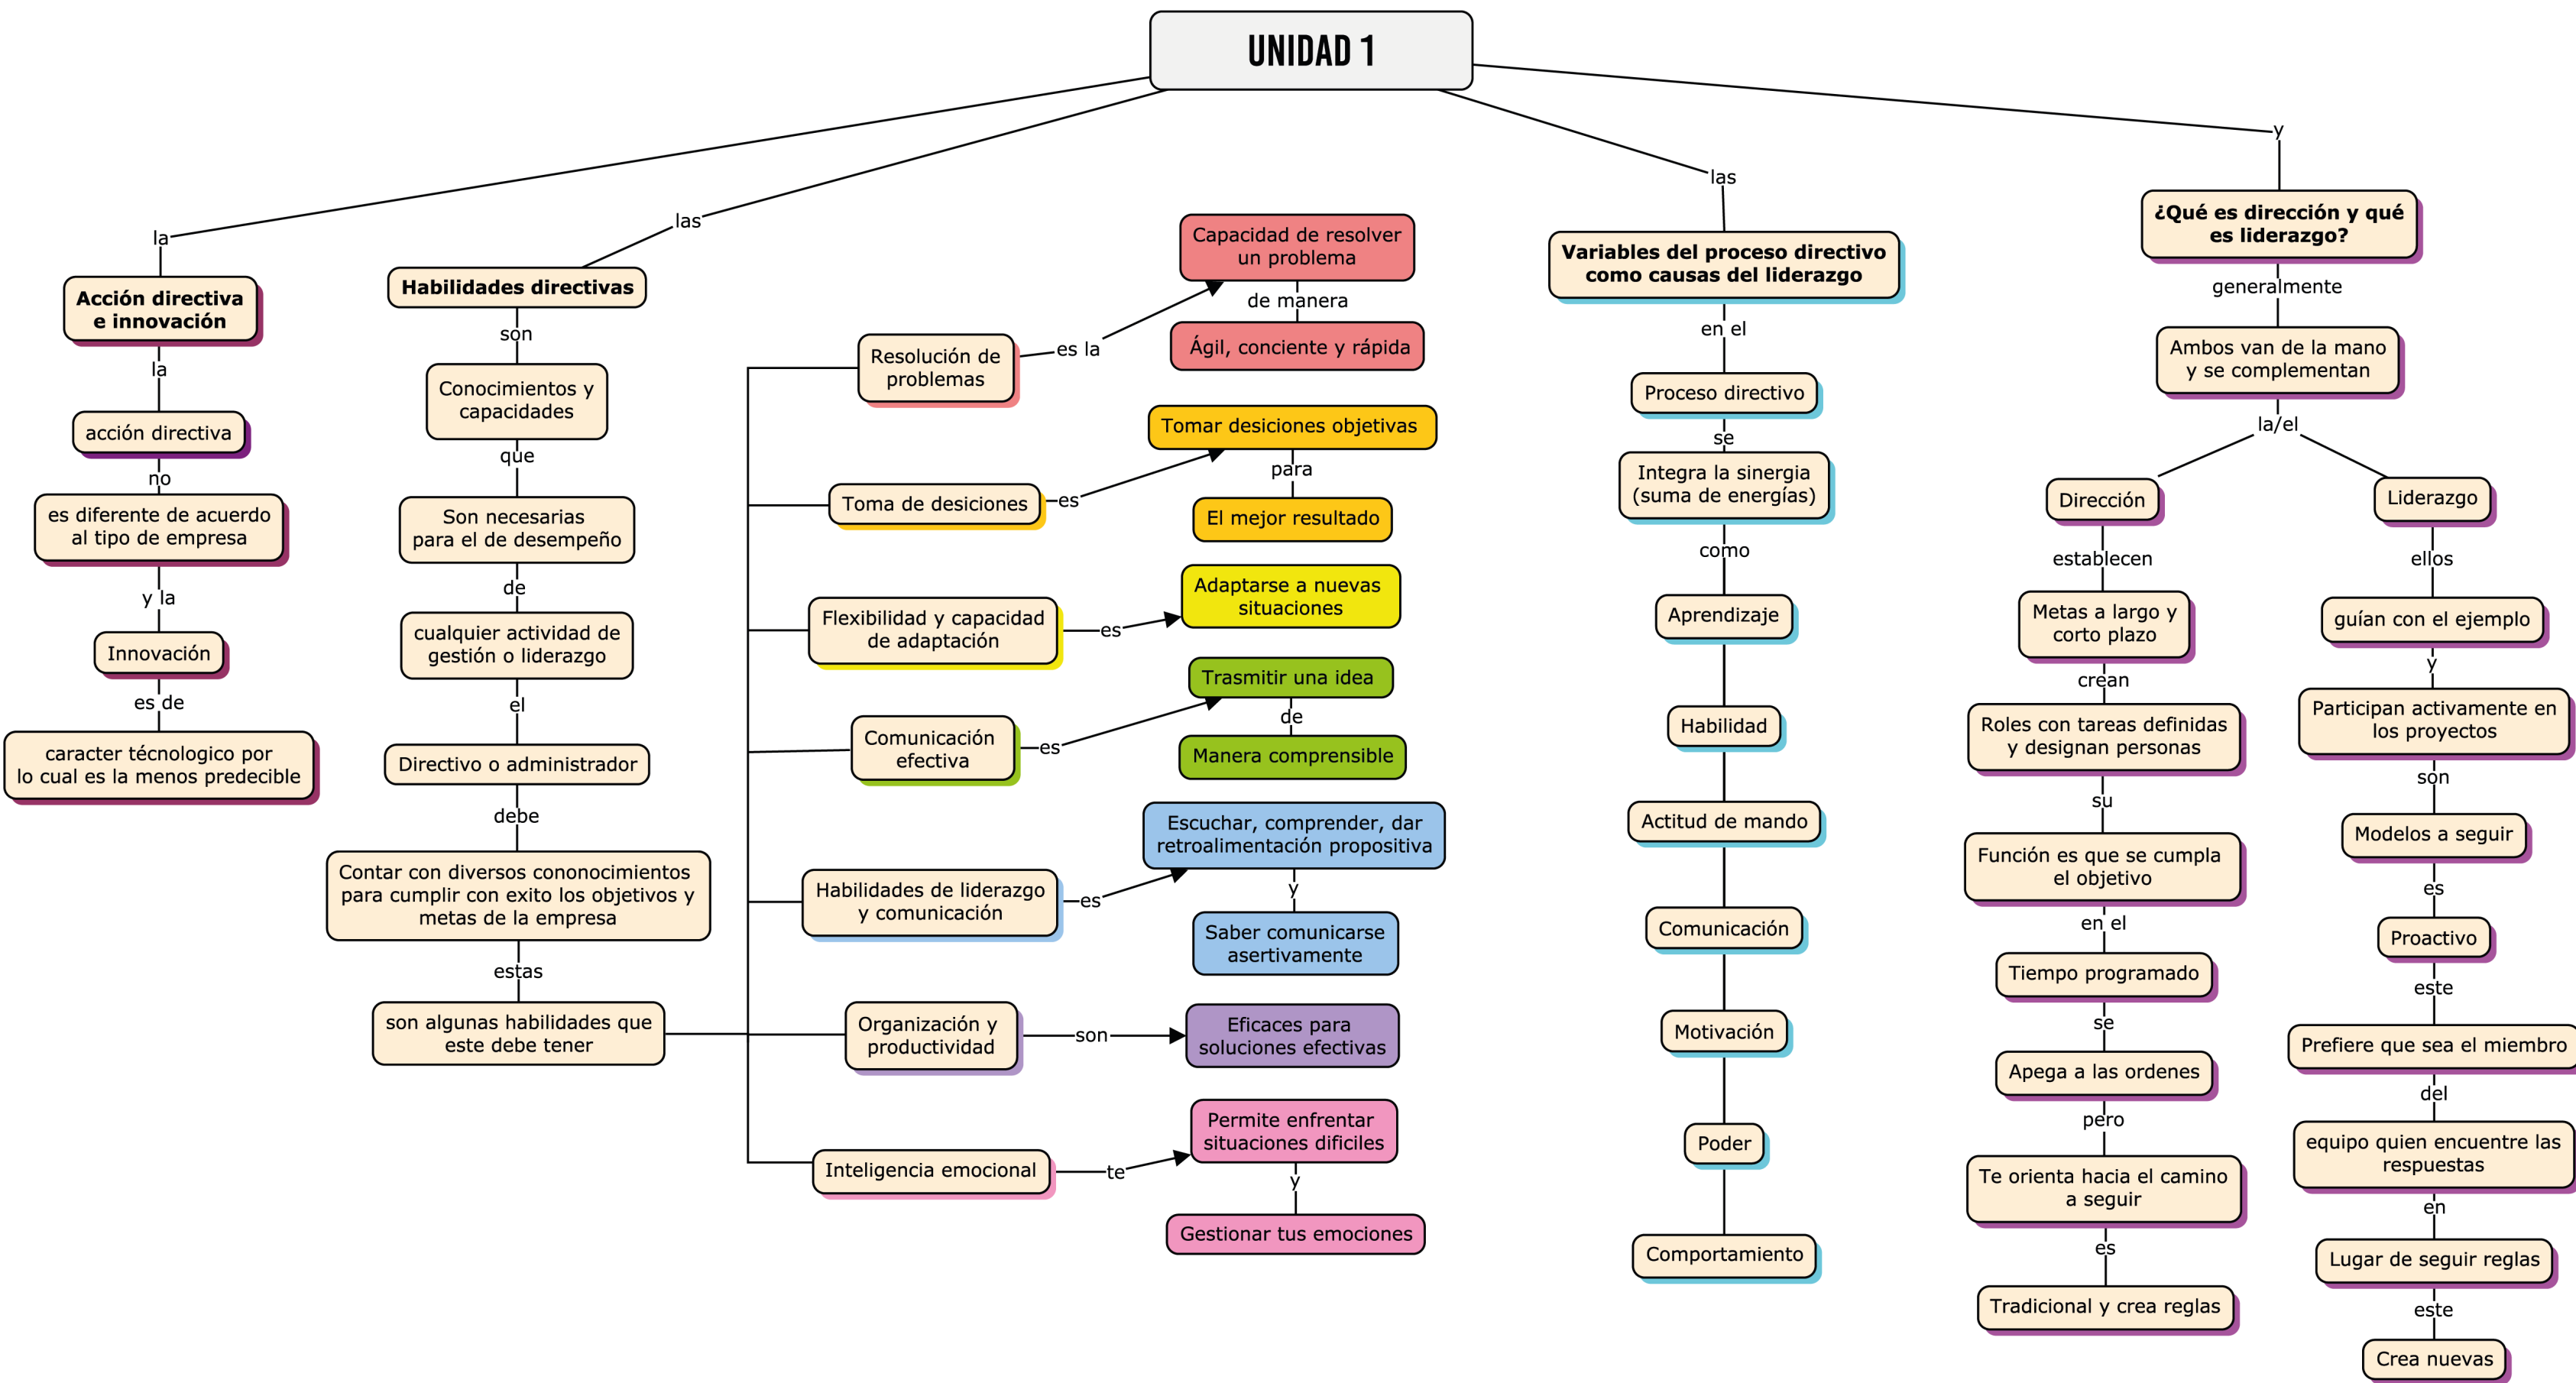 UNIDAD 1
la
Acción directiva
e innovación
la
acción directiva
no
es diferente de acuerdo
al tipo de empresa
y la
Innovación
es de
caracter técnologico por
lo cual es la menos predecible
las
Habilidades directivas
son
Conocimientos y
capacidades
que
Son necesarias
para el de desempeño
de
cualquier actividad de
gestión o liderazgo
el
Directivo o administrador
debe
Contar con diversos cononocimientos
para cumplir con exito los objetivos y
metas de la empresa
estas
son algunas habilidades que
este debe tener
Resolución de
problemas
es la
Capacidad de resolver
un problema
de manera
Ágil, conciente y rápida
Toma de desiciones
es
Tomar desiciones objetivas
para
El mejor resultado
Flexibilidad y capacidad
de adaptación
es
Adaptarse a nuevas
situaciones
Comunicación
efectiva
es
Trasmitir una idea
de
Manera comprensible
Habilidades de liderazgo
y comunicación
es
Escuchar, comprender, dar
retroalimentación propositiva
y
Saber comunicarse
asertivamente
Organización y
productividad
son
Eficaces para
soluciones efectivas
Inteligencia emocional
te
Permite enfrentar
situaciones dificiles
y
Gestionar tus emociones
las
Variables del proceso directivo
como causas del liderazgo
en el
Proceso directivo
se
Integra la sinergia
(suma de energías)
como
Aprendizaje
Habilidad
Actitud de mando
Comunicación
Motivación
Poder
Comportamiento
y
¿Qué es dirección y qué
es liderazgo?
generalmente
Ambos van de la mano
y se complementan
la/el
Dirección
establecen
Metas a largo y
corto plazo
crean
Roles con tareas definidas
y designan personas
su
Función es que se cumpla
el objetivo
en el
Tiempo programado
se
Apega a las ordenes
pero
Te orienta hacia el camino
a seguir
es
Tradicional y crea reglas
Liderazgo
ellos
guían con el ejemplo
y
Participan activamente en
los proyectos
son
Modelos a seguir
es
Proactivo
este
Prefiere que sea el miembro
del
equipo quien encuentre las
respuestas
en
Lugar de seguir reglas
este
Crea nuevas